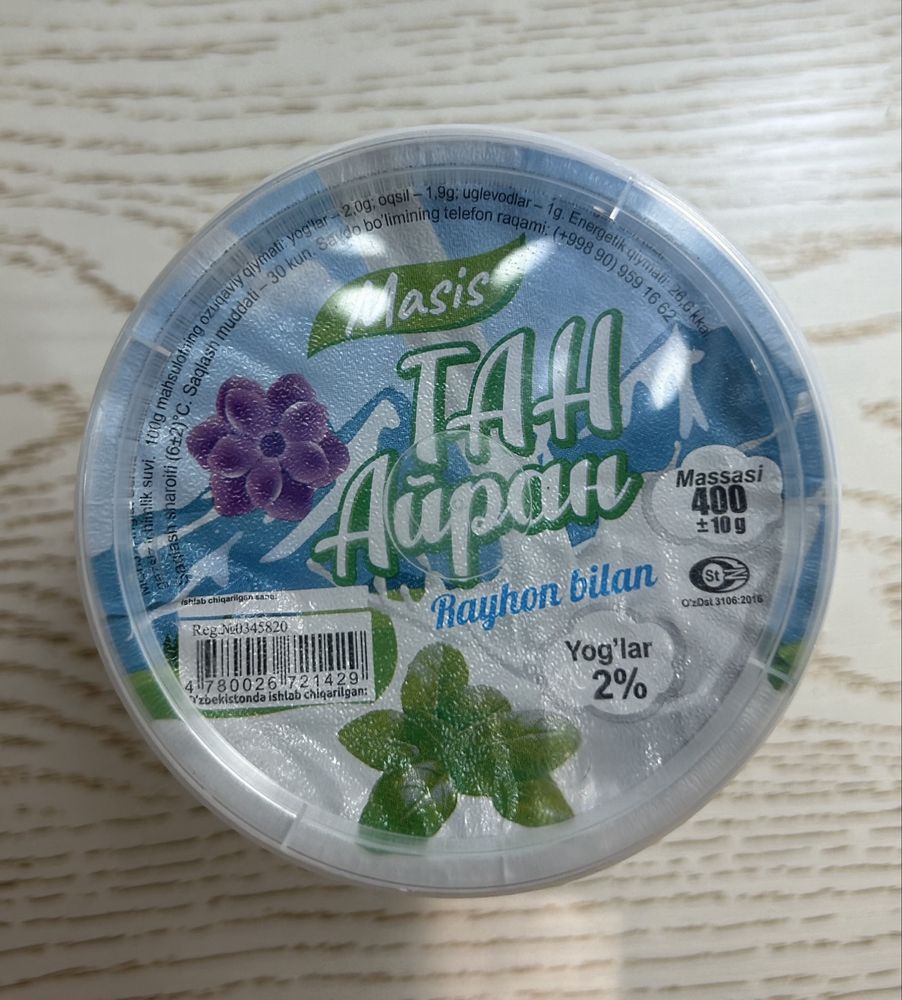 100g mahsulotning ozuqaviy qiymati: yog'lar – 2,0g; oqsil – 1,9g; uglevodlar – 1g. Energetik qiymati: 26,6 kkal
Saqlash sharoiti (6±2)°C. Saqlash muddati – 30 kun. Savdo bo'limining telefon raqami: (+998 90) 959 16 62
Masis
ТАН
Айран
Rayhon bilan
Massasi
400
±10 g
St
O'zDst 3106:2016
Yog'lar
2%
ishlab chiqarilgan sana:
Reg.№0345820
4 780026 721429
O'zbekistonda ishlab chiqarilgan: